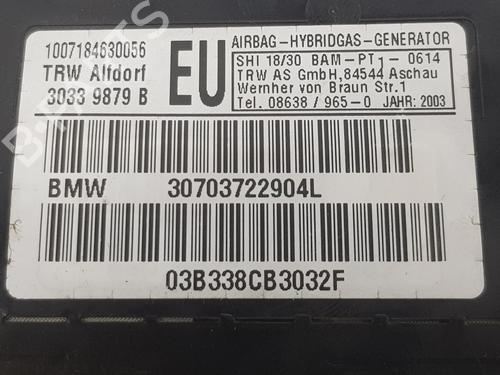 1007184630056
TRW Alfdorf
3033 9879 B
EU
AIRBAG-HYBRIDGAS-GENERATOR
SHI 18/30 BAM-PT1-0614
TRW AS GmbH,84544 Aschau
Wernher von Braun Str.1
Tel. 08638/965-0 JAHR: 2003
BMW 30703722904L
03B338CB3032F